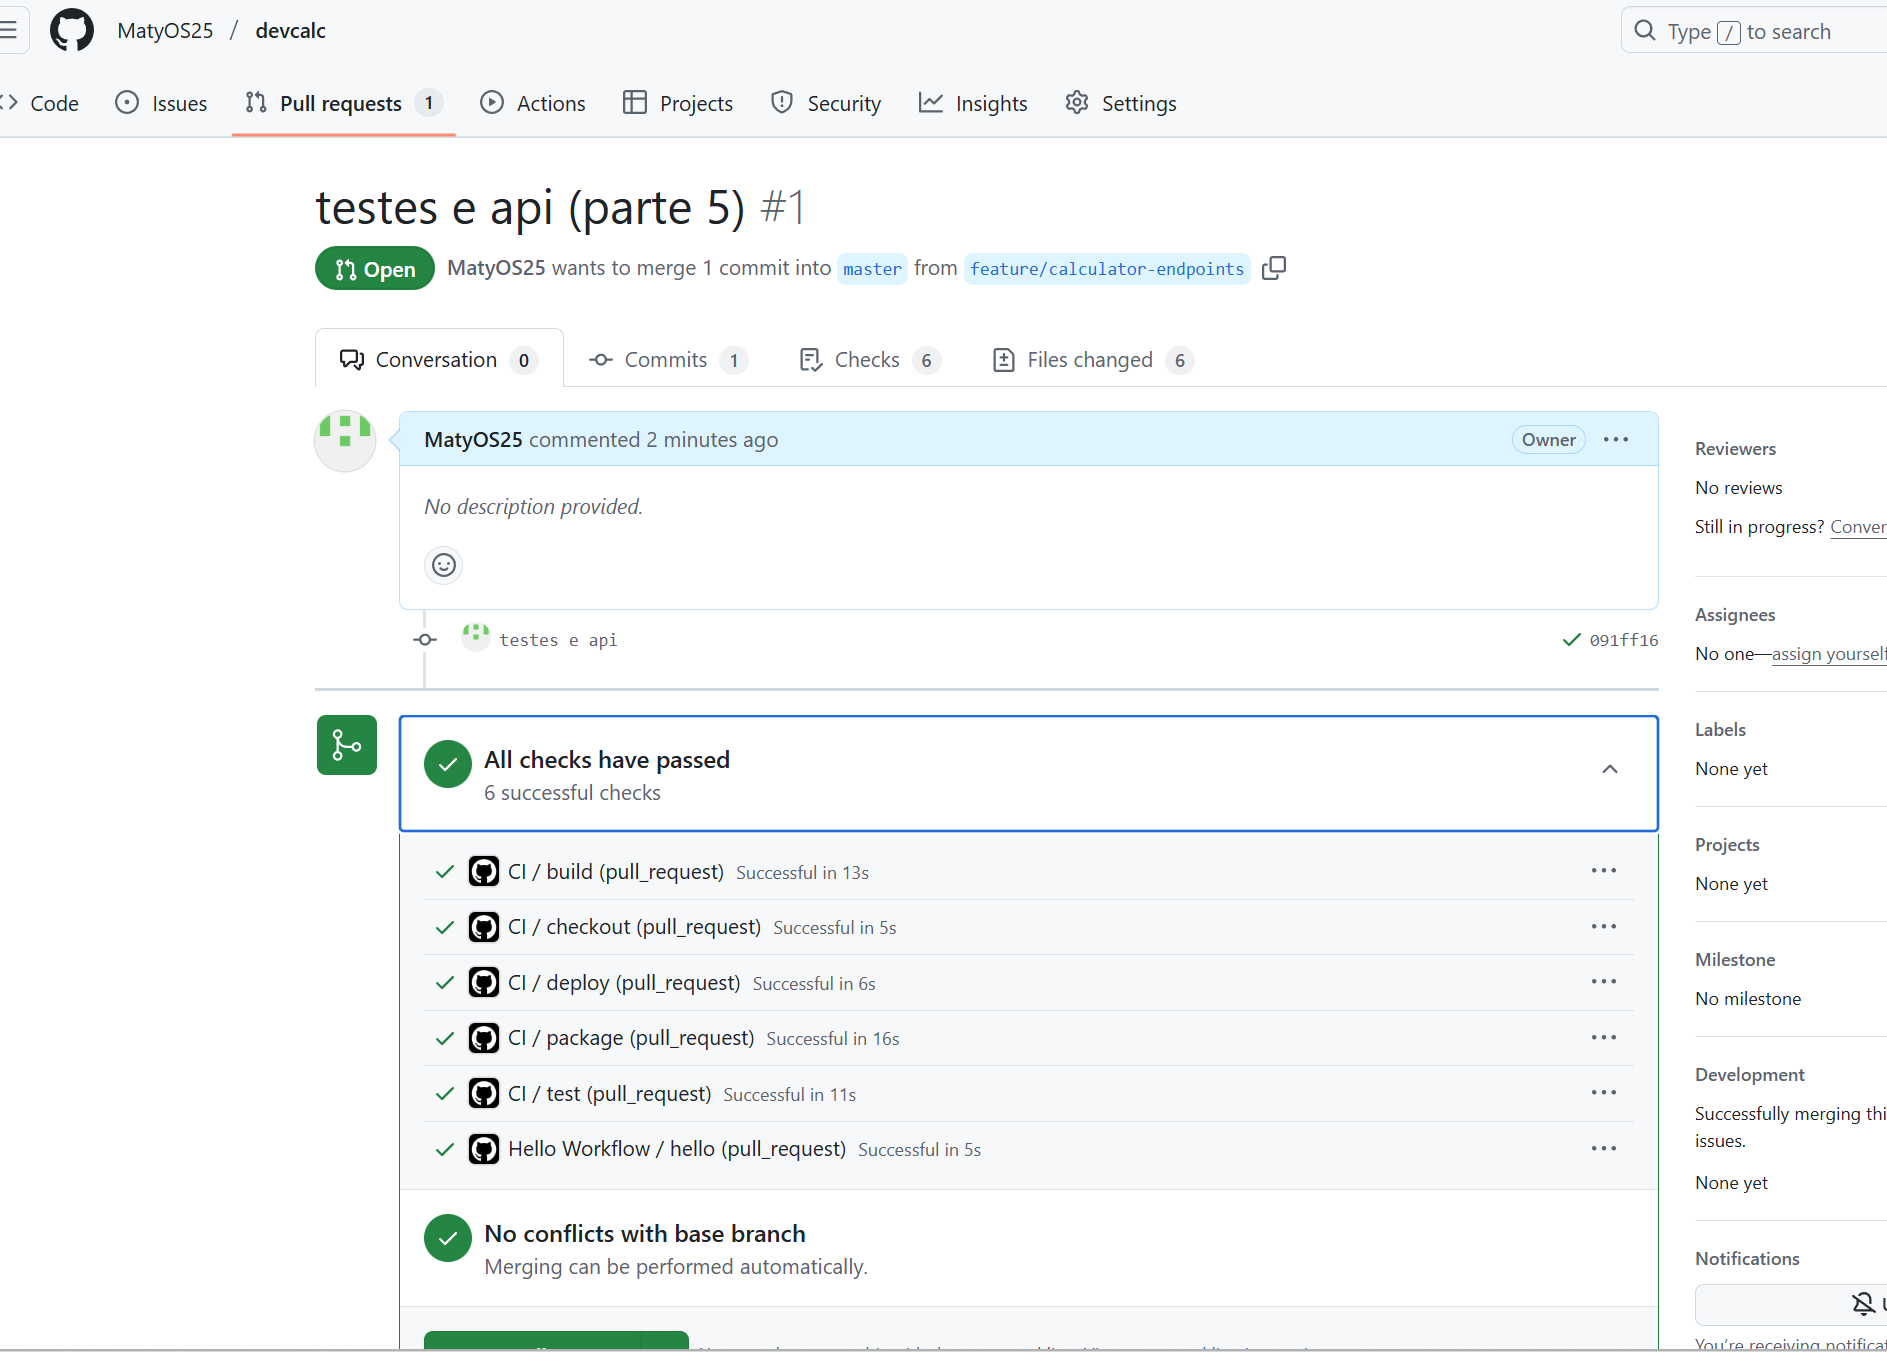 MatyOS25 / devcalc
Type / to search
Code Issues Pull requests 1 Actions Projects Security Insights Settings
testes e api (parte 5) #1
Open MatyOS25 wants to merge 1 commit into master from feature/calculator-endpoints
Conversation 0 Commits 1 Checks 6 Files changed 6
MatyOS25 commented 2 minutes ago Owner
No description provided.
testes e api 091ff16
All checks have passed
6 successful checks
CI / build (pull_request) Successful in 13s
CI / checkout (pull_request) Successful in 5s
CI / deploy (pull_request) Successful in 6s
CI / package (pull_request) Successful in 16s
CI / test (pull_request) Successful in 11s
Hello Workflow / hello (pull_request) Successful in 5s
No conflicts with base branch
Merging can be performed automatically.
Reviewers
No reviews
Still in progress? Conver
Assignees
No one—assign yourself
Labels
None yet
Projects
None yet
Milestone
No milestone
Development
Successfully merging thi
issues.
None yet
Notifications
You're receiving notificat